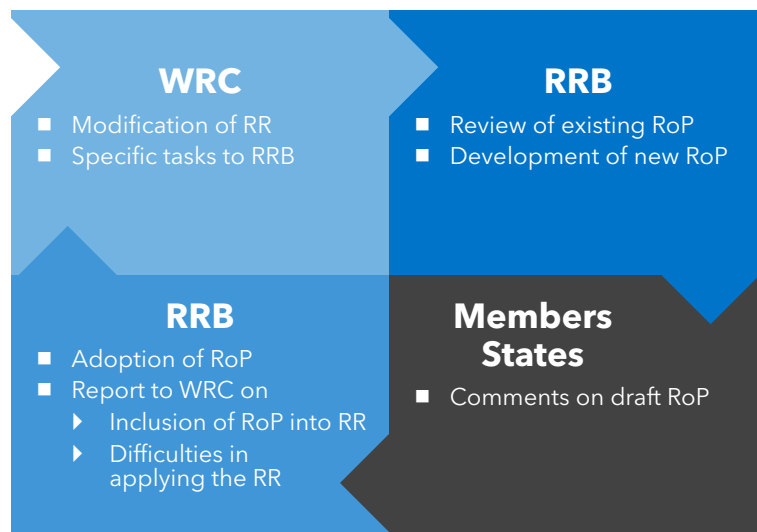 WRC
Modification of RR
Specific tasks to RRB
RRB
Review of existing RoP
Development of new RoP
RRB
Adoption of RoP
Report to WRC on
Inclusion of RoP into RR
Difficulties in
applying the RR
Members
States
Comments on draft RoP